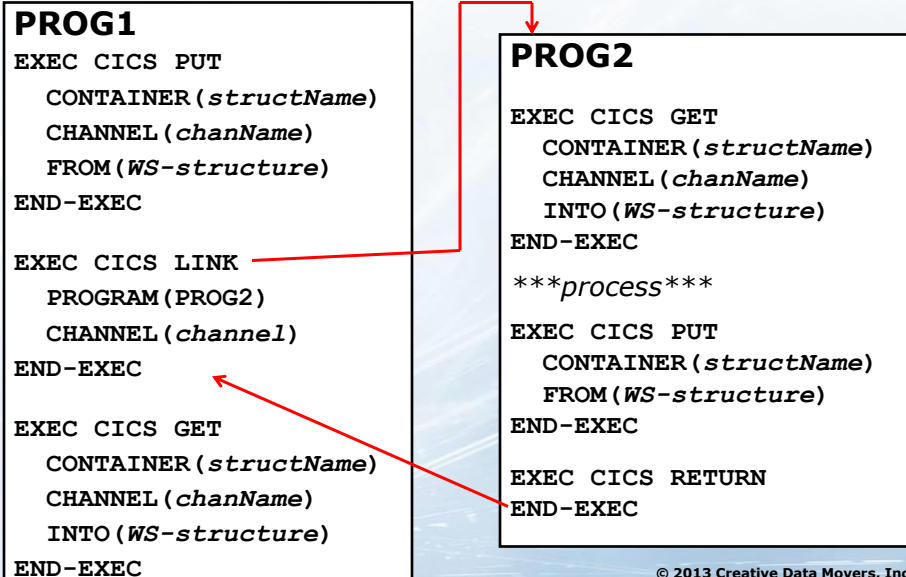 PROG1
EXEC CICS PUT
CONTAINER(structName)
CHANNEL(chanName)
FROM(WS-structure)
END-EXEC
EXEC CICS LINK
PROGRAM(PROG2)
CHANNEL(channel)
END-EXEC
EXEC CICS GET
CONTAINER(structName)
CHANNEL(chanName)
INTO(WS-structure)
END-EXEC
PROG2
EXEC CICS GET
CONTAINER(structName)
CHANNEL(chanName)
INTO(WS-structure)
END-EXEC
***process***
EXEC CICS PUT
CONTAINER(structName)
FROM(WS-structure)
END-EXEC
EXEC CICS RETURN
END-EXEC
© 2013 Creative Data Movers, Inc